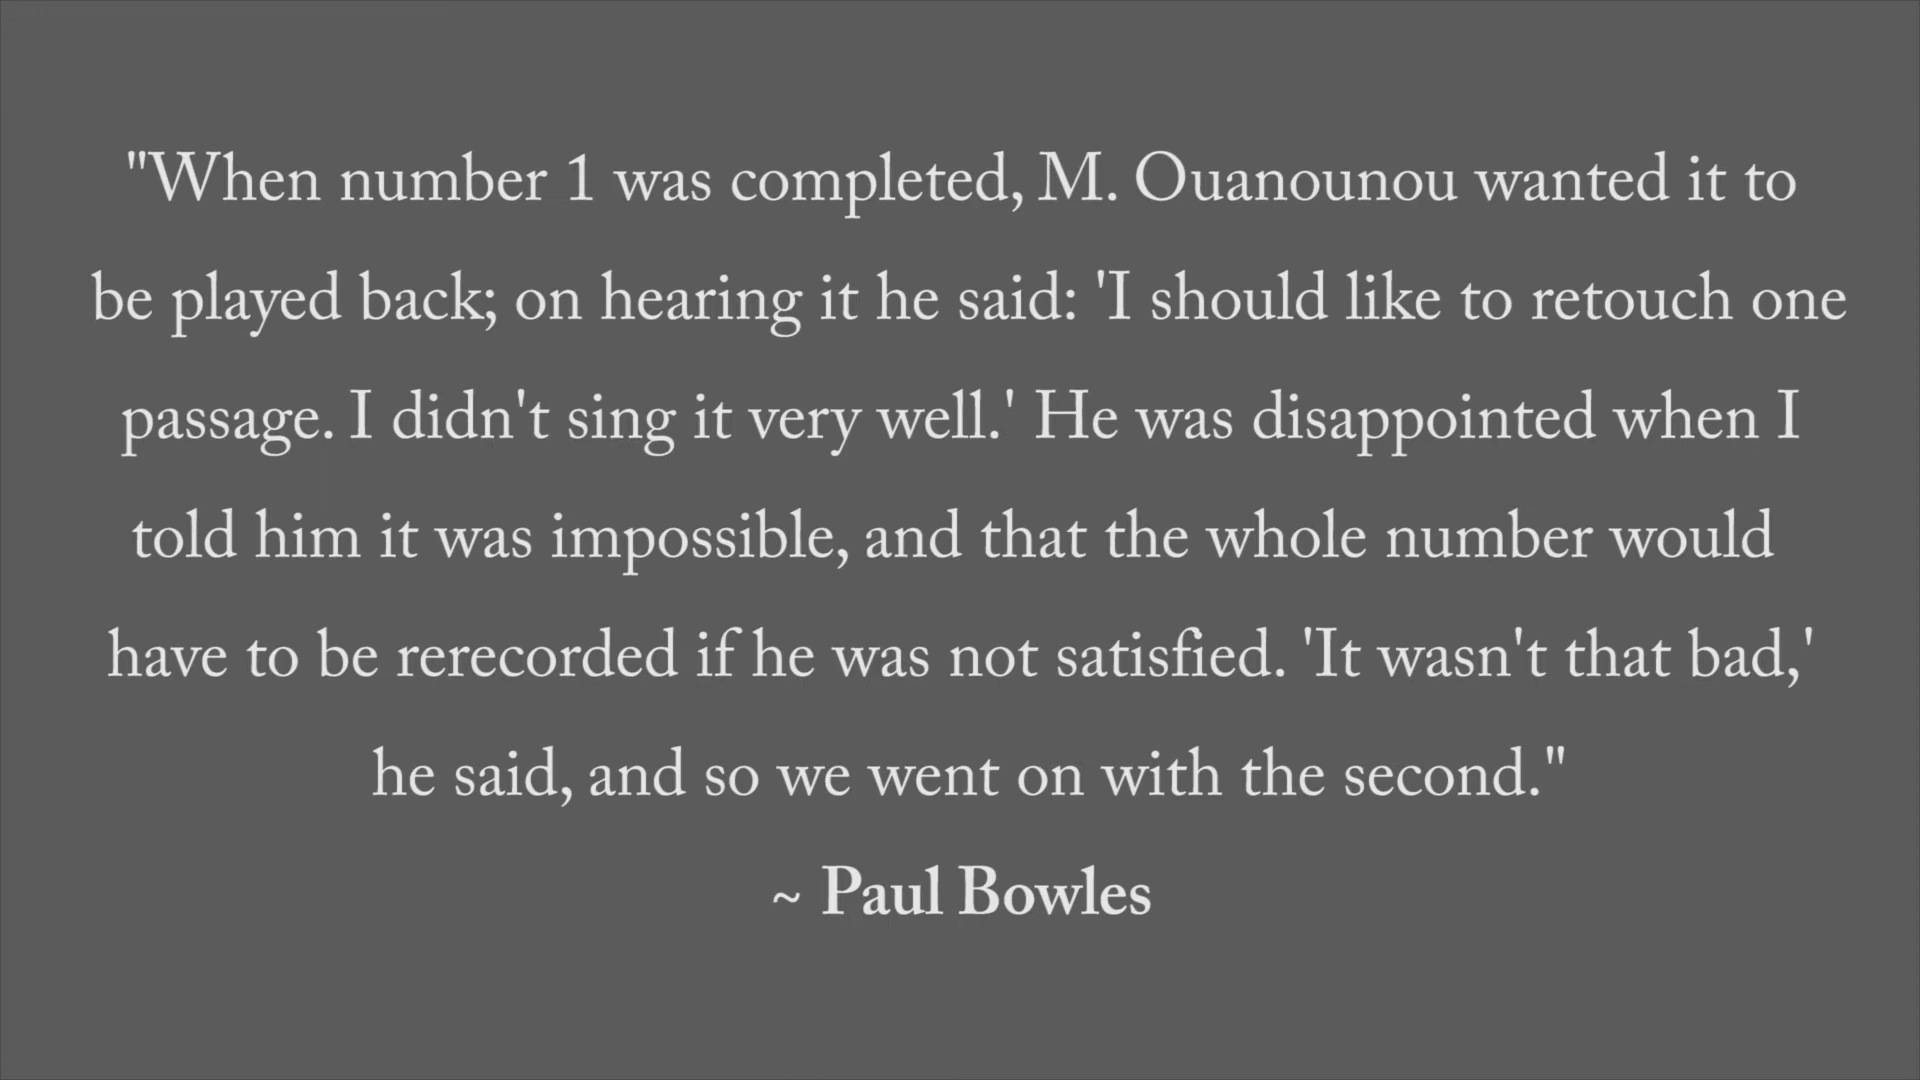 "When number 1 was completed, M. Ouanounou wanted it to
be played back; on hearing it he said: 'I should like to retouch one
passage. I didn't sing it very well.' He was disappointed when I
told him it was impossible, and that the whole number would
have to be rerecorded if he was not satisfied. 'It wasn't that bad,'
he said, and so we went on with the second."
~ Paul Bowles